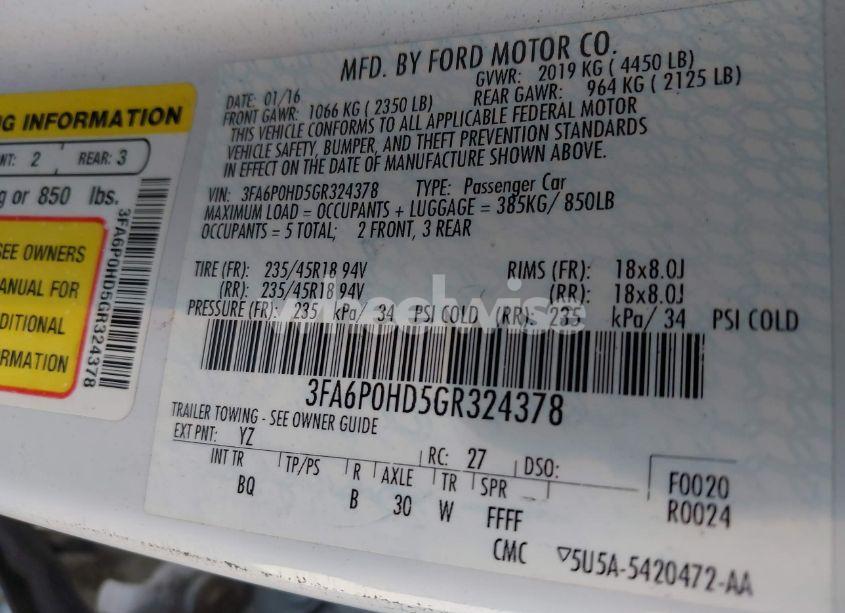 NG INFORMATION
NT: 2 REAR: 3
g or 850 lbs.
SEE OWNERS
MANUAL FOR
DDITIONAL
FORMATION
3FA6P0HD5GR324378
MFD. BY FORD MOTOR CO.
DATE: 01/16 GVWR: 2019 KG ( 4450 LB)
FRONT GAWR: 1066 KG ( 2350 LB) REAR GAWR: 964 KG ( 2125 LB)
THIS VEHICLE CONFORMS TO ALL APPLICABLE FEDERAL MOTOR
VEHICLE SAFETY, BUMPER, AND THEFT PREVENTION STANDARDS
IN EFFECT ON THE DATE OF MANUFACTURE SHOWN ABOVE.
VIN: 3FA6P0HD5GR324378 TYPE: Passenger Car
MAXIMUM LOAD = OCCUPANTS + LUGGAGE = 385KG/ 850LB
OCCUPANTS = 5 TOTAL; 2 FRONT, 3 REAR
TIRE (FR): 235/45R18 94V RIMS (FR): 18x8.0J
(RR): 235/45R18 94V (RR): 18x8.0J
PRESSURE (FR): 235 kPa/ 34 PSI COLD (RR): 235 kPa/ 34 PSI COLD
wheelwise
3FA6P0HD5GR324378
TRAILER TOWING - SEE OWNER GUIDE
EXT PNT: YZ RC: 27 DSO:
INT TR TP/PS R AXLE TR SPR F0020
BQ B 30 W FFFF R0024
CMC ▽5U5A-5420472-AA